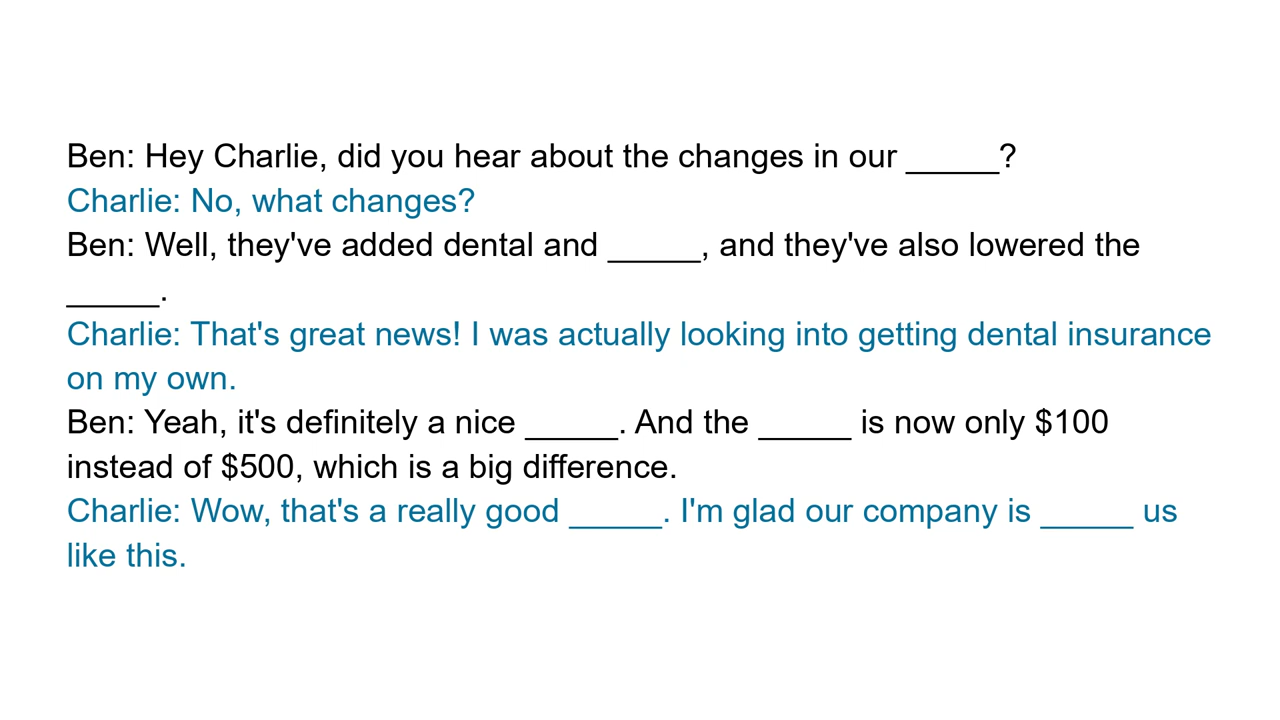 Ben: Hey Charlie, did you hear about the changes in our _____?
Charlie: No, what changes?
Ben: Well, they've added dental and _____, and they've also lowered the
_____.
Charlie: That's great news! I was actually looking into getting dental insurance
on my own.
Ben: Yeah, it's definitely a nice _____. And the _____ is now only $100
instead of $500, which is a big difference.
Charlie: Wow, that's a really good _____. I'm glad our company is _____ us
like this.